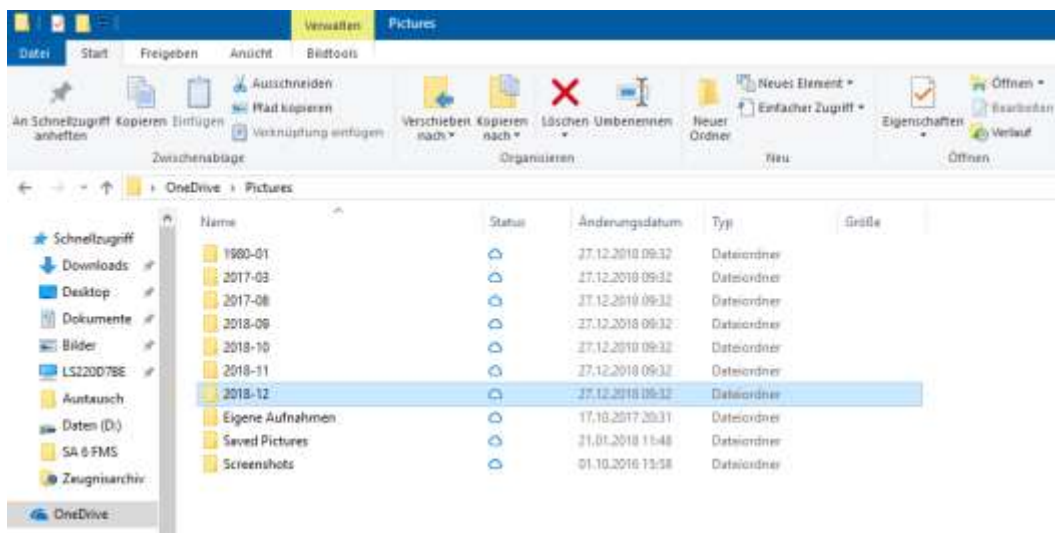 Verwalten Pictures
Datei Start Freigeben Ansicht Bildtools
An Schnellzugriff anheften
Kopieren
Einfügen
Ausschneiden
Pfad kopieren
Verknüpfung einfügen
Zwischenablage
Verschieben nach
Kopieren nach
Löschen
Umbenennen
Organisieren
Neuer Ordner
Neues Element
Einfacher Zugriff
Neu
Eigenschaften
Öffnen
Bearbeiten
Verlauf
Öffnen
OneDrive › Pictures
Schnellzugriff
Downloads
Desktop
Dokumente
Bilder
LS220D7BE
Austausch
Daten (D:)
SA 6 FMS
Zeugnisarchiv
OneDrive
Name Status Änderungsdatum Typ Größe
1980-01 27.12.2018 09:32 Dateiordner
2017-03 27.12.2018 09:32 Dateiordner
2017-08 27.12.2018 09:32 Dateiordner
2018-09 27.12.2018 09:32 Dateiordner
2018-10 27.12.2018 09:32 Dateiordner
2018-11 27.12.2018 09:32 Dateiordner
2018-12 27.12.2018 09:32 Dateiordner
Eigene Aufnahmen 17.10.2017 20:31 Dateiordner
Saved Pictures 21.01.2018 11:48 Dateiordner
Screenshots 01.10.2016 15:58 Dateiordner